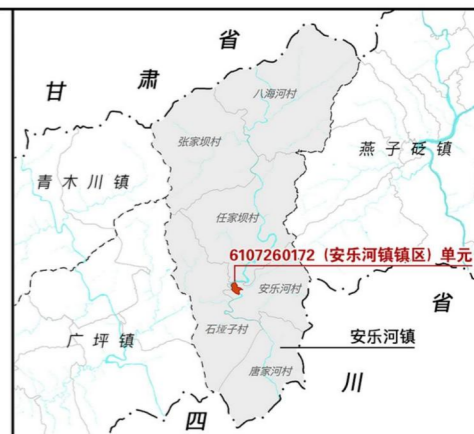 甘肃省
八海河村
张家坝村
燕子砭镇
青木川镇
任家坝村
6107260172（安乐河镇镇区）单元
安乐河村
石垭子村
安乐河镇
广坪镇
唐家河村
四川省